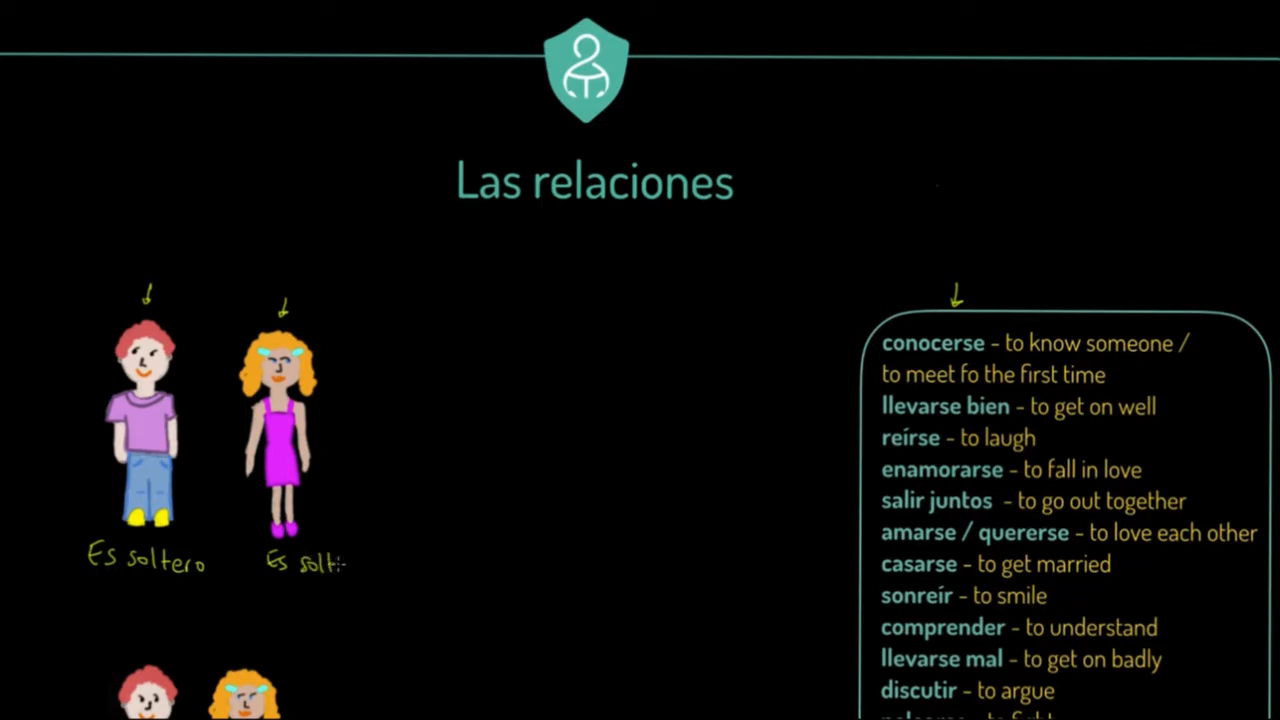 Las relaciones
conocerse - to know someone /
to meet fo the first time
llevarse bien - to get on well
reírse - to laugh
enamorarse - to fall in love
salir juntos - to go out together
amarse / quererse - to love each other
casarse - to get married
sonreír - to smile
comprender - to understand
llevarse mal - to get on badly
discutir - to argue
Es soltero
Es solt